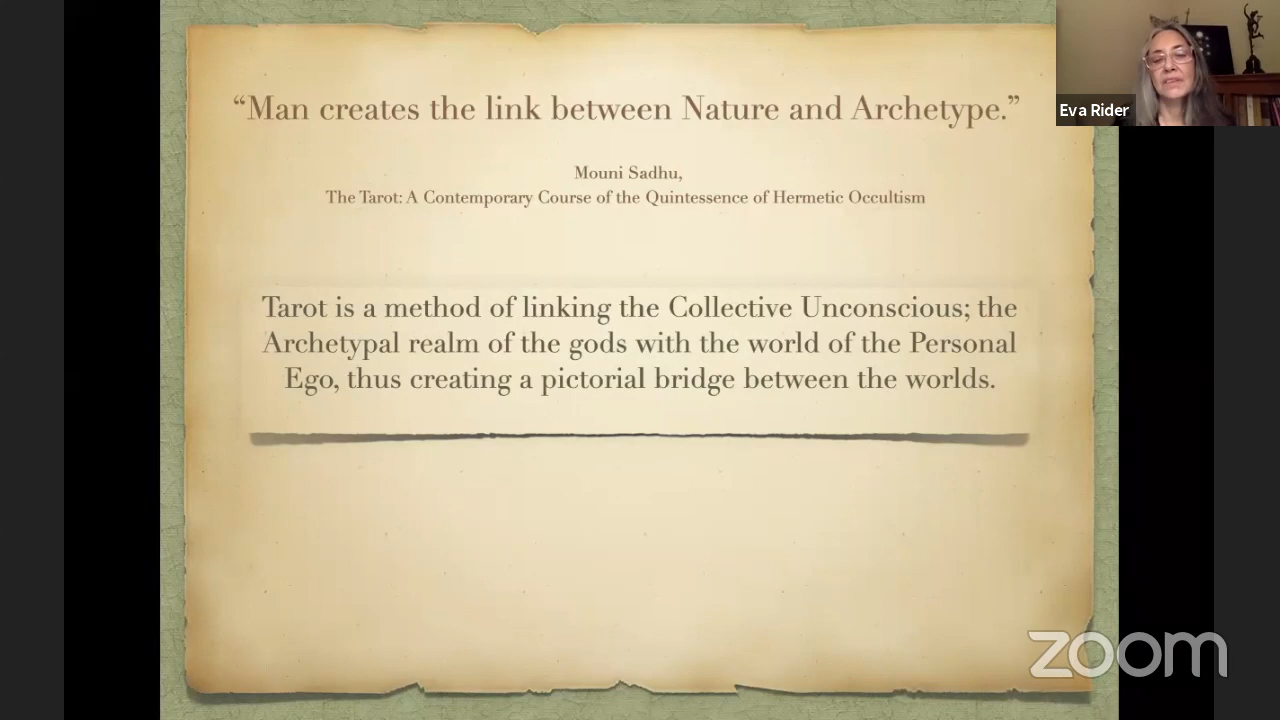 “Man creates the link between Nature and Archetype.”
Mouni Sadhu,
The Tarot: A Contemporary Course of the Quintessence of Hermetic Occultism
Tarot is a method of linking the Collective Unconscious; the
Archetypal realm of the gods with the world of the Personal
Ego, thus creating a pictorial bridge between the worlds.
Eva Rider
zoom